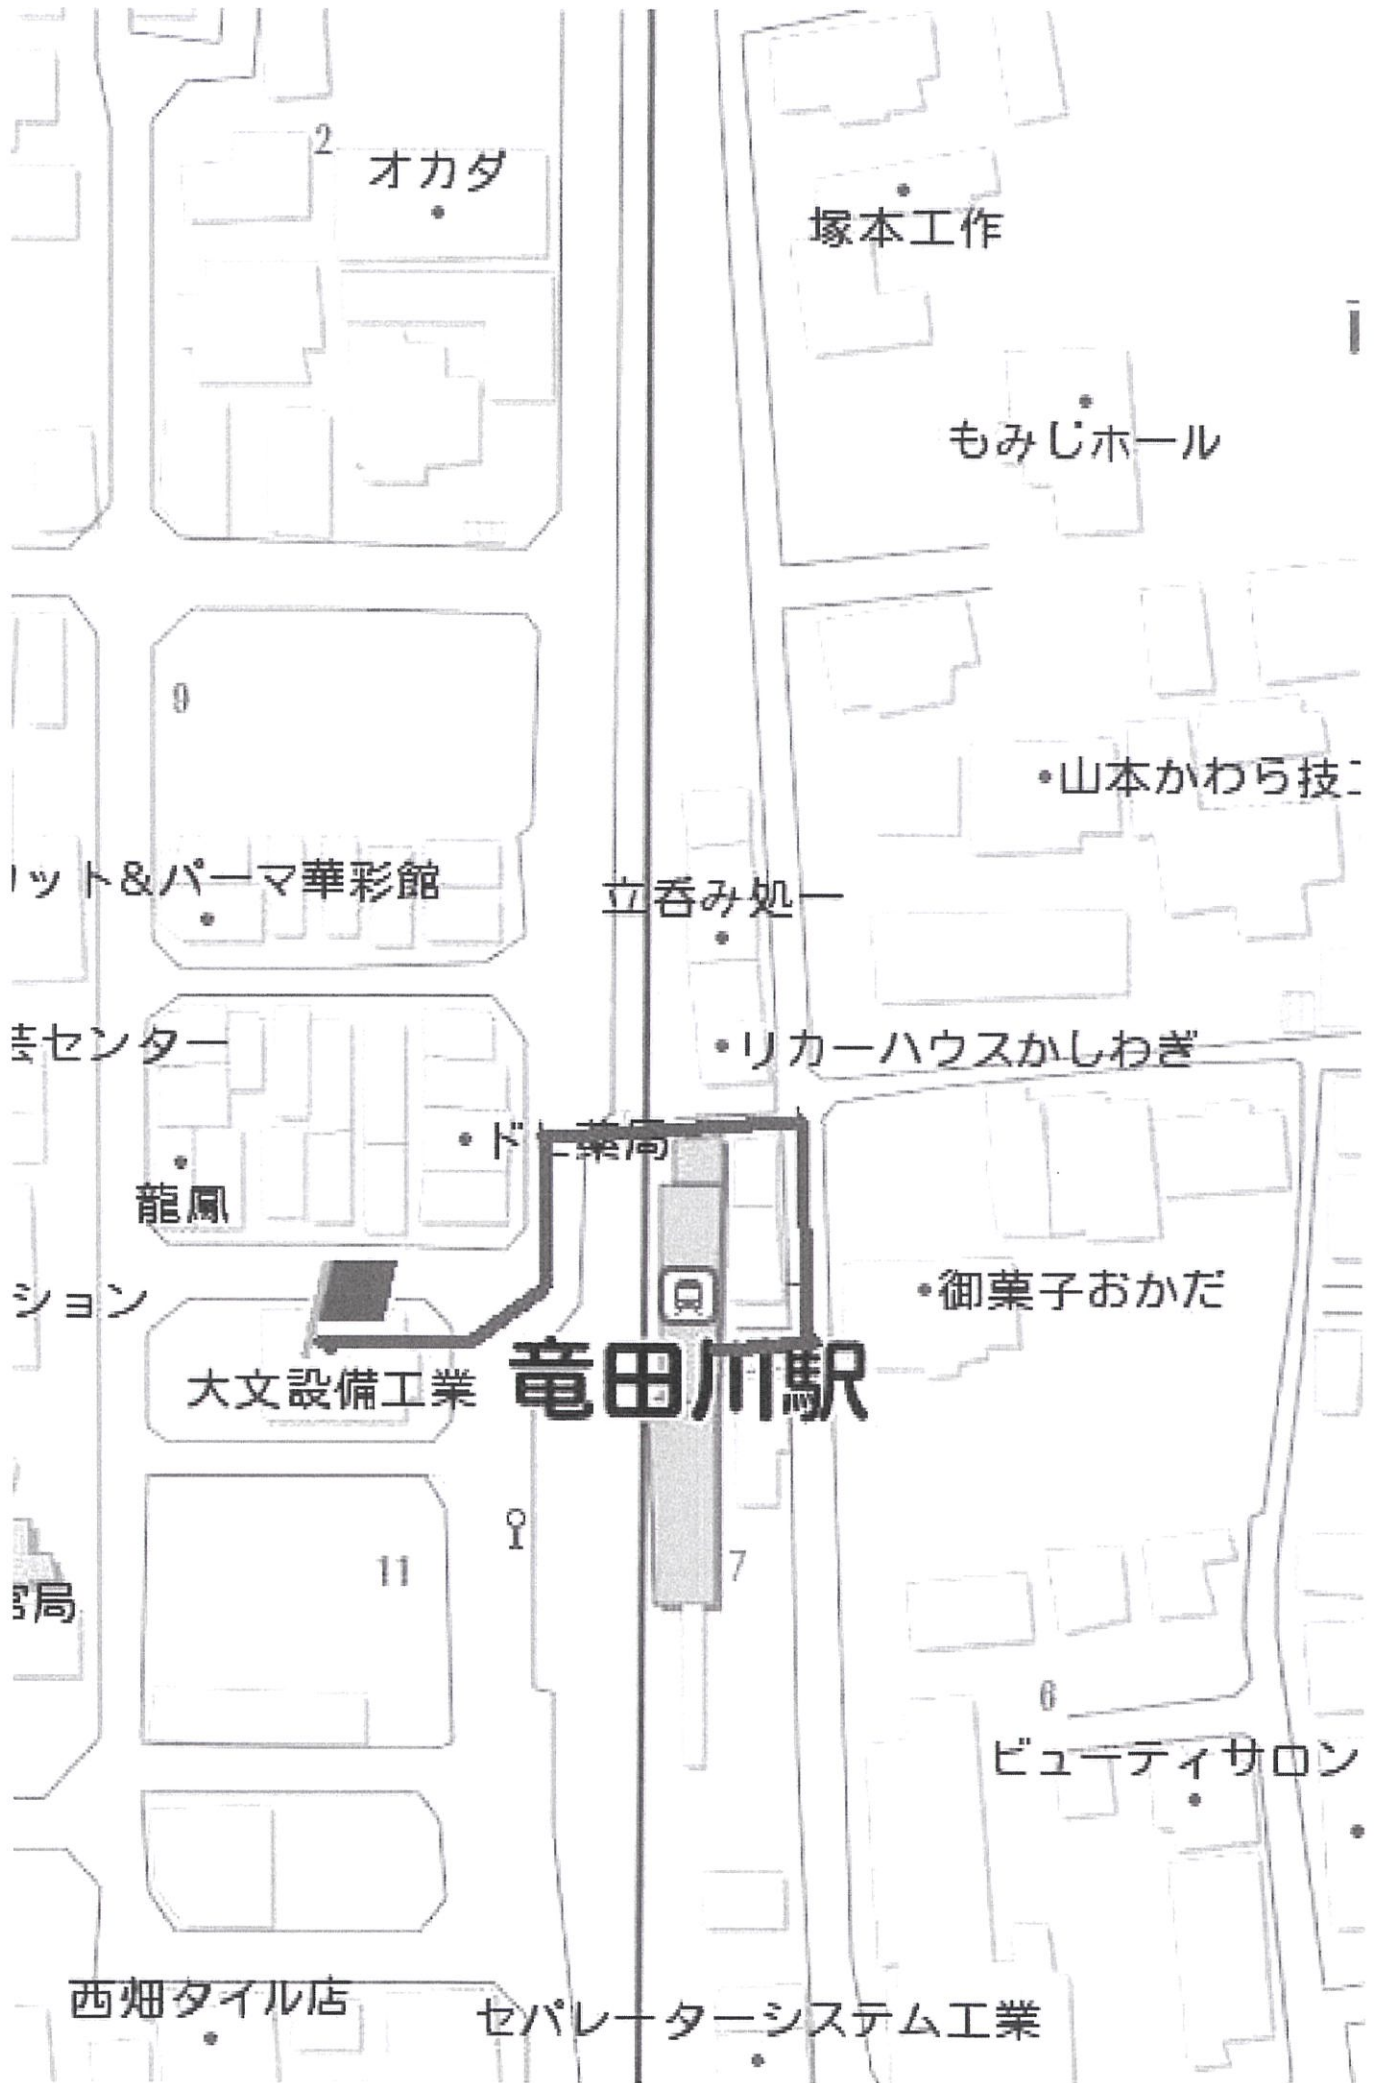 2
オカダ
塚本工作
もみじホール
9
山本かわら技
ット&パーマ華彩館
立呑み処一
センター
リカーハウスかしわぎ
薬局
龍鳳
ション
御菓子おかだ
大文設備工業
竜田川駅
11
7
局
6
ビューティサロン
西畑タイル店
セパレーターシステム工業